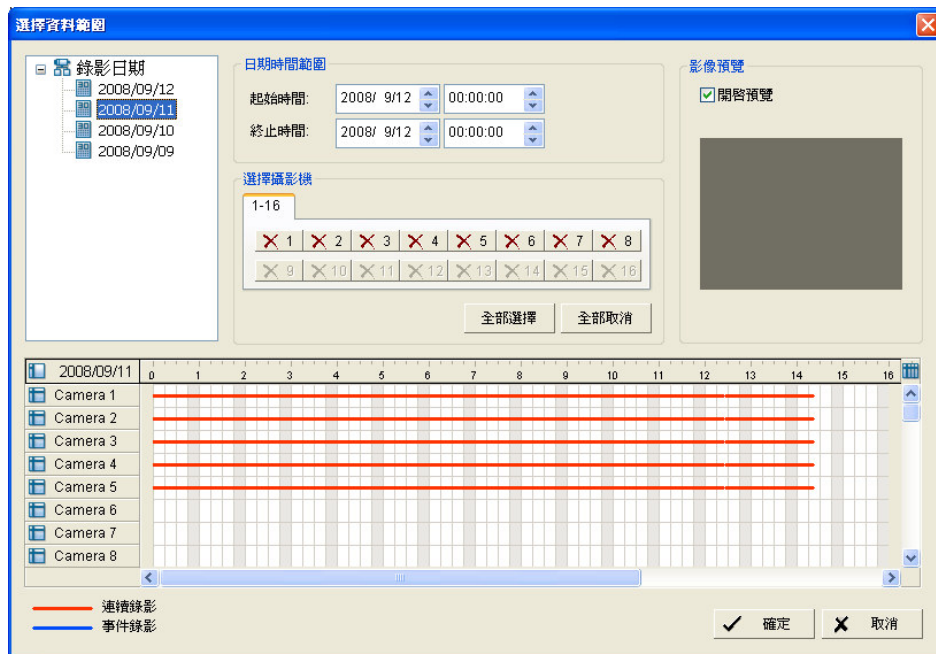 選擇資料範圍
錄影日期
2008/09/12
2008/09/11
2008/09/10
2008/09/09
日期時間範圍
起始時間: 2008/ 9/12 00:00:00
終止時間: 2008/ 9/12 00:00:00
選擇攝影機
1-16
1 2 3 4 5 6 7 8
9 10 11 12 13 14 15 16
全部選擇 全部取消
影像預覽
開啓預覽
2008/09/11 0 1 2 3 4 5 6 7 8 9 10 11 12 13 14 15 16
Camera 1
Camera 2
Camera 3
Camera 4
Camera 5
Camera 6
Camera 7
Camera 8
連續錄影
事件錄影
確定 取消